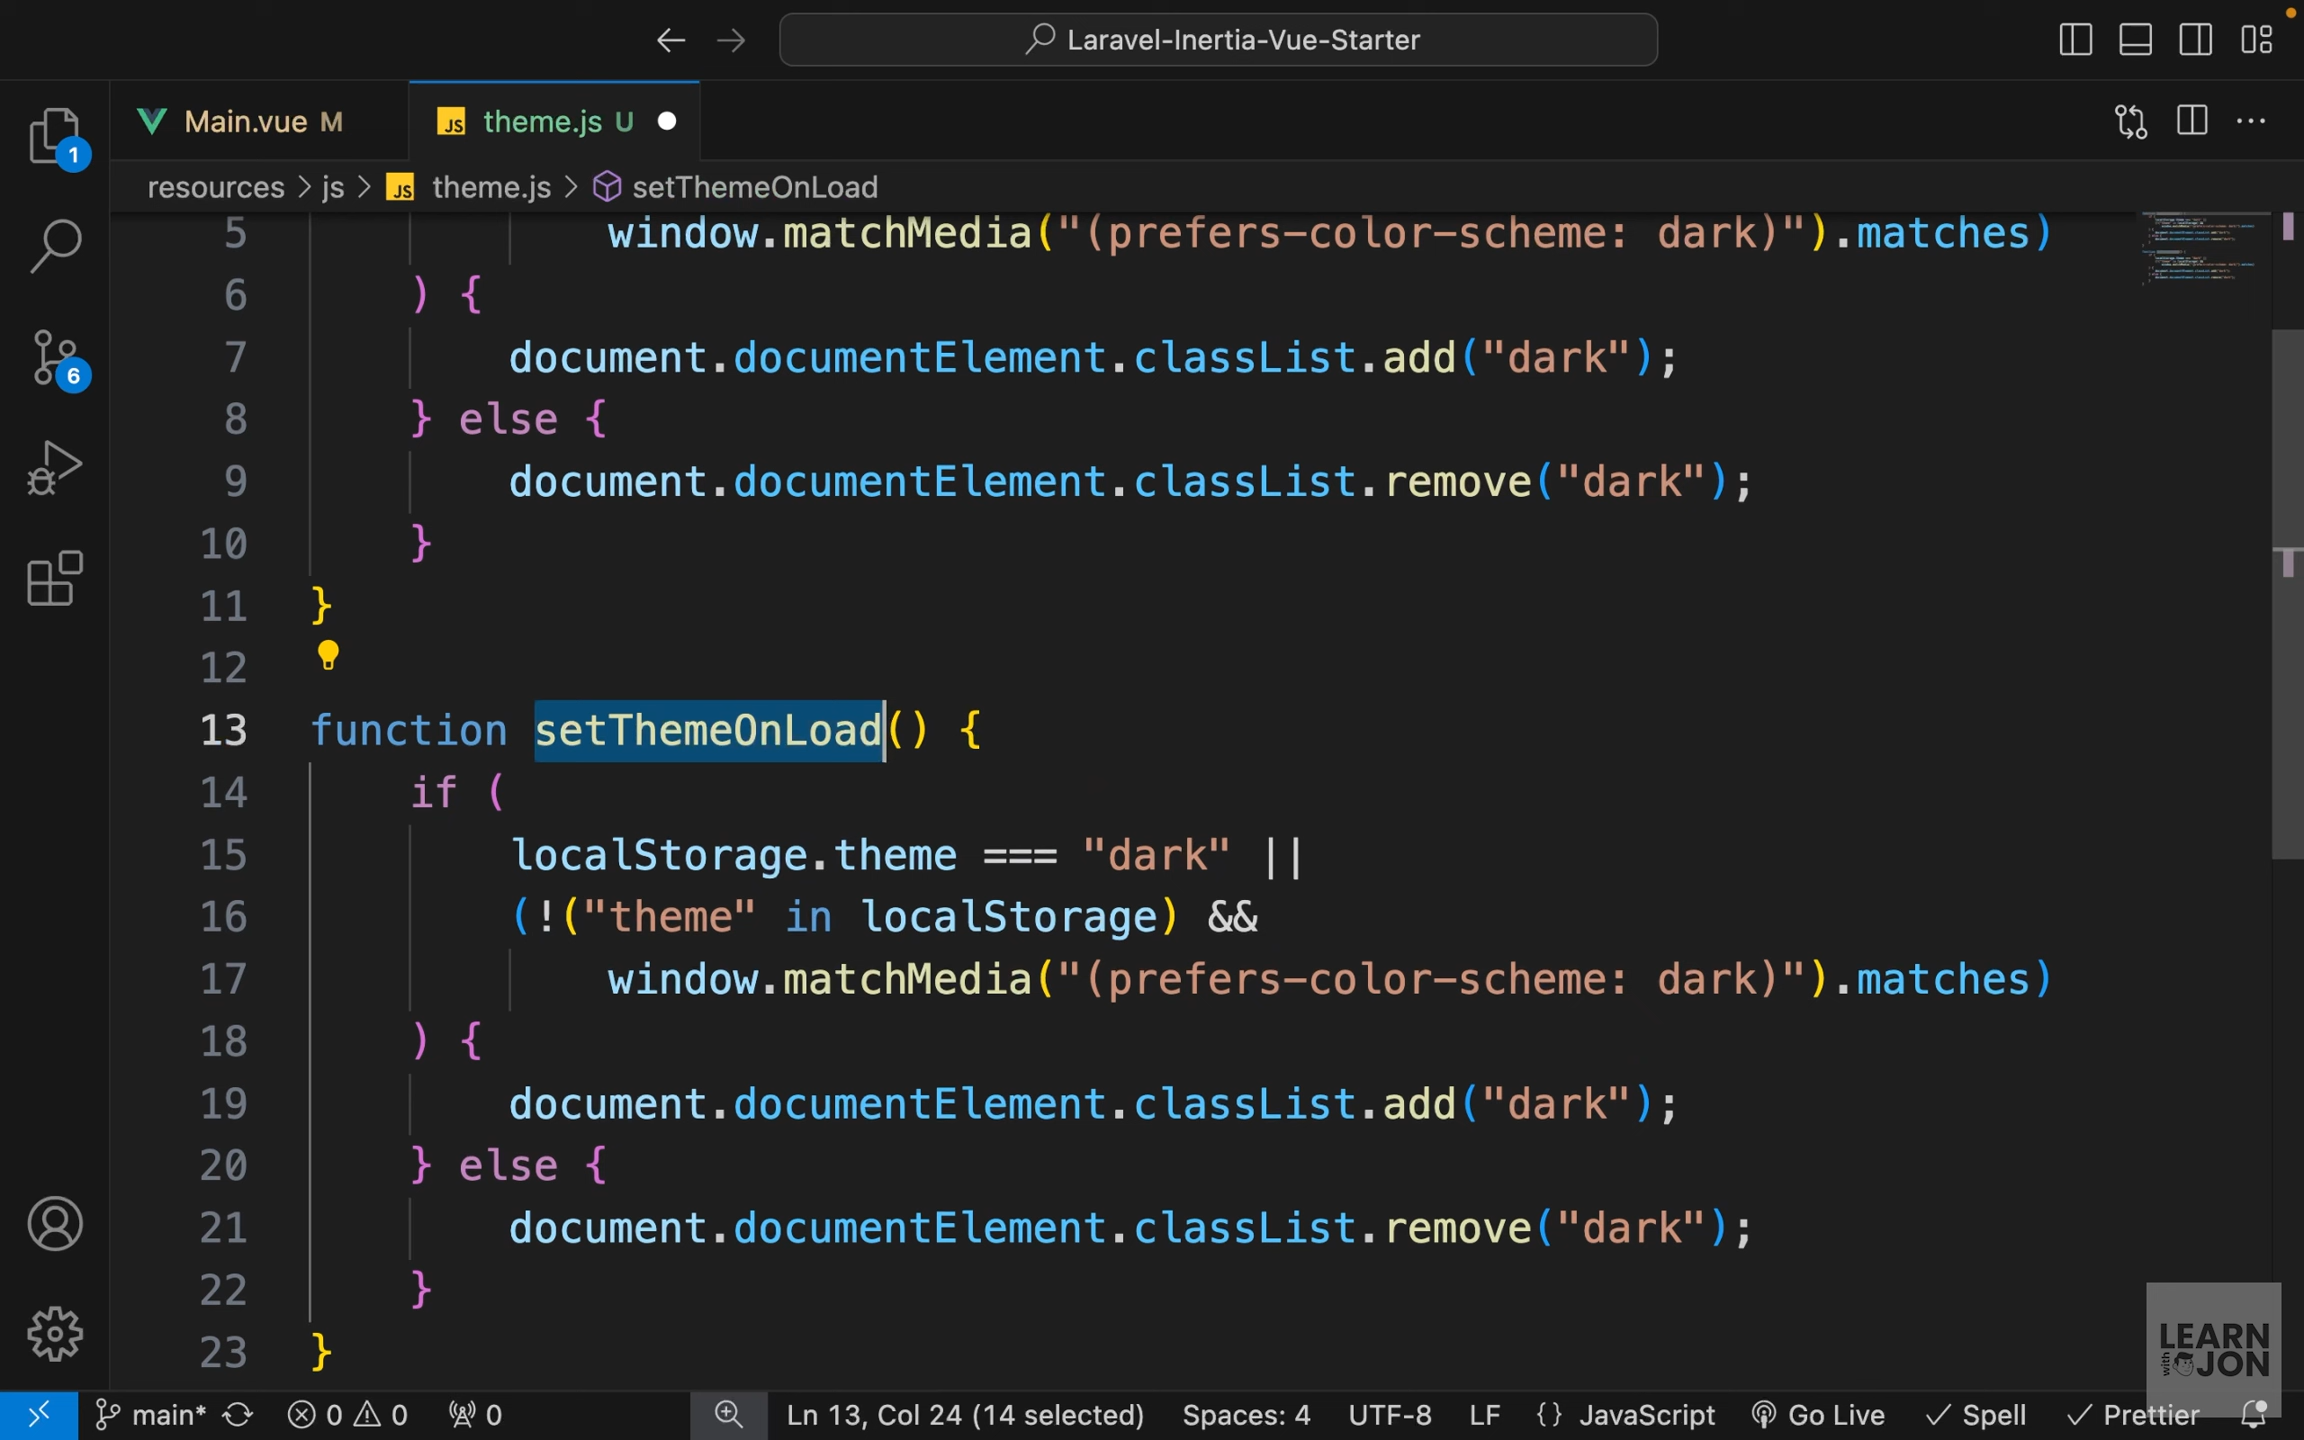 Laravel-Inertia-Vue-Starter
Main.vue M
JS theme.js U
1
resources > js > JS theme.js > setThemeOnLoad
5 window.matchMedia("(prefers-color-scheme: dark)").matches)
6 ) {
7 document.documentElement.classList.add("dark");
8 } else {
9 document.documentElement.classList.remove("dark");
10 }
11 }
12
13 function setThemeOnLoad() {
14 if (
15 localStorage.theme === "dark" ||
16 (!("theme" in localStorage) &&
17 window.matchMedia("(prefers-color-scheme: dark)").matches)
18 ) {
19 document.documentElement.classList.add("dark");
20 } else {
21 document.documentElement.classList.remove("dark");
22 }
23 }
6
LEARN
with JON
main* 0 0 0 Ln 13, Col 24 (14 selected) Spaces: 4 UTF-8 LF {} JavaScript Go Live Spell Prettier